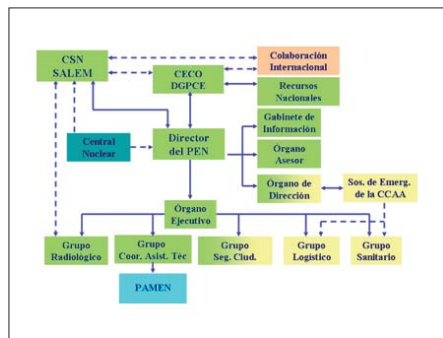 CSN
SALEM
CECO
DGPCE
Colaboración
Internacional
Recursos
Nacionales
Gabinete de
Información
Central
Nuclear
Director
del PEN
Órgano
Asesor
Órgano de
Dirección
Sos. de Emerg.
de la CCAA
Órgano
Ejecutivo
Grupo
Radiológico
Grupo
Coor. Asist. Téc
Grupo
Seg. Ciud.
Grupo
Logístico
Grupo
Sanitario
PAMEN